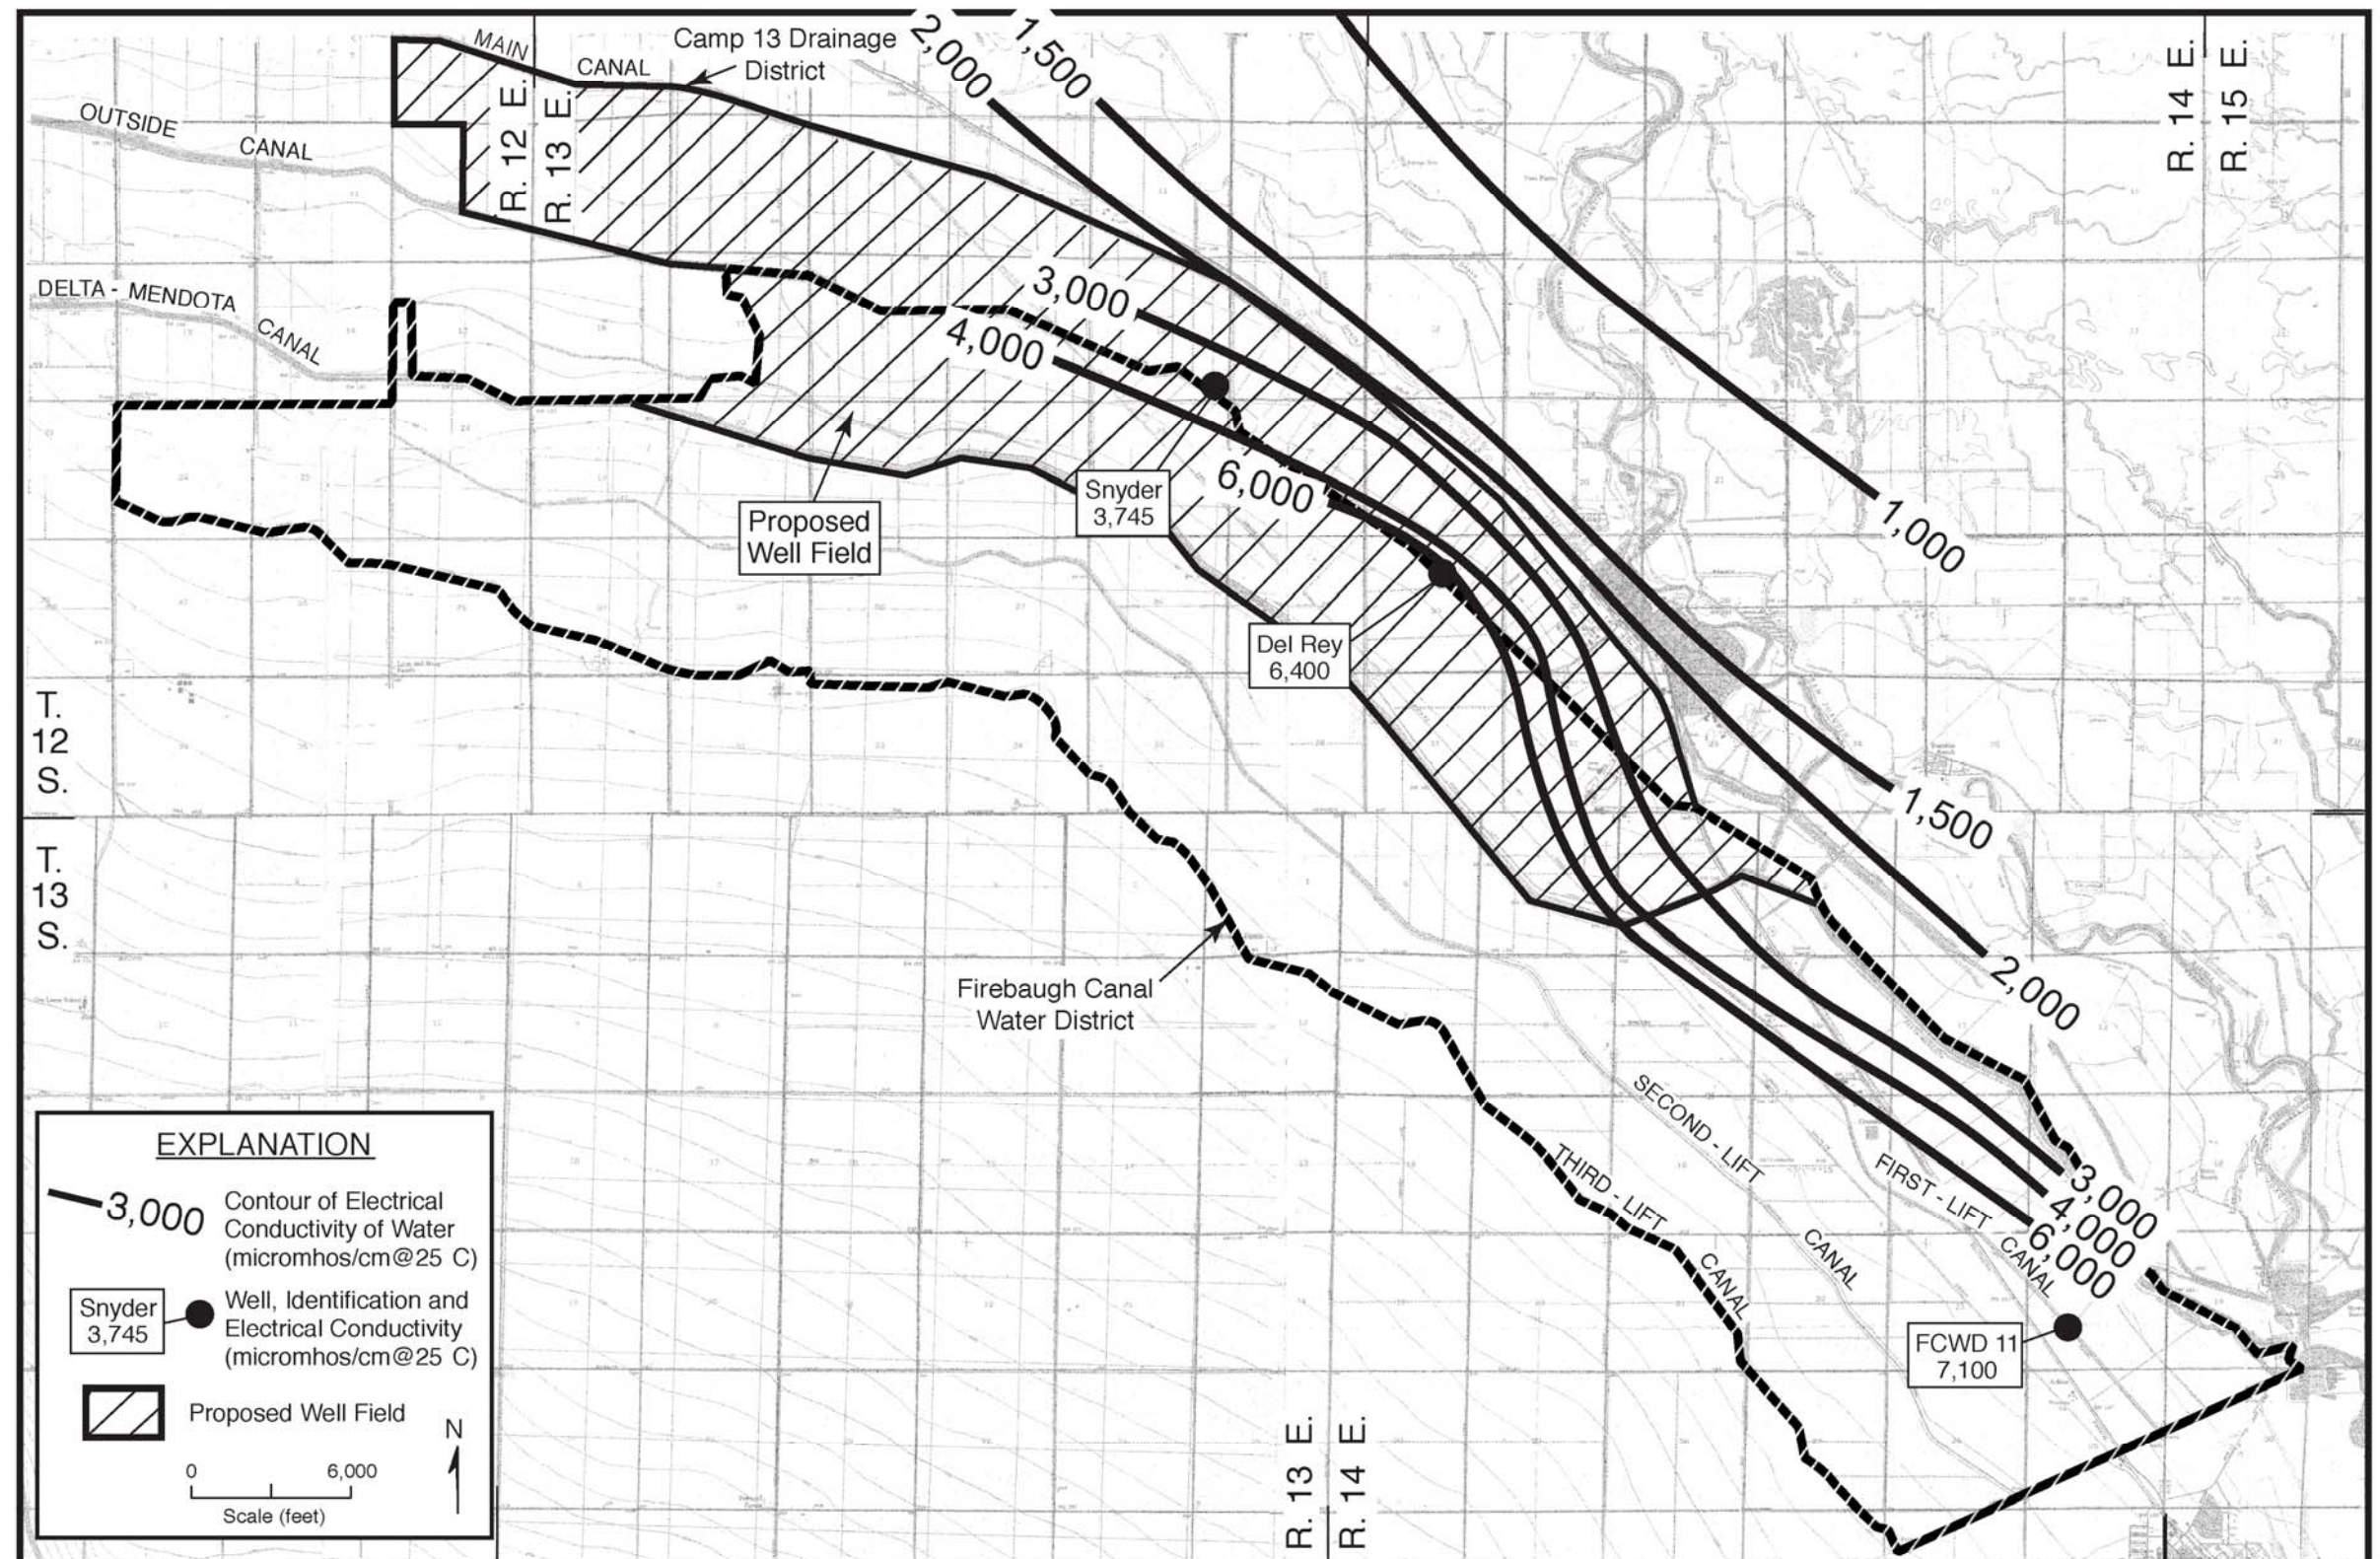 2,000
1,500
MAIN
CANAL
Camp 13 Drainage
District
R. 12 E.
R. 13 E.
R. 14 E.
R. 15 E.
OUTSIDE
CANAL
DELTA - MENDOTA
CANAL
3,000
4,000
6,000
1,000
Snyder
3,745
Proposed
Well Field
Del Rey
6,400
T.
12
S.
T.
13
S.
1,500
2,000
Firebaugh Canal
Water District
SECOND - LIFT
CANAL
FIRST - LIFT
CANAL
THIRD - LIFT
CANAL
3,000
4,000
6,000
FCWD 11
7,100
R. 13 E.
R. 14 E.
EXPLANATION
3,000
Contour of Electrical
Conductivity of Water
(micromhos/cm@25 C)
Snyder
3,745
Well, Identification and
Electrical Conductivity
(micromhos/cm@25 C)
Proposed Well Field
N
0 6,000
Scale (feet)